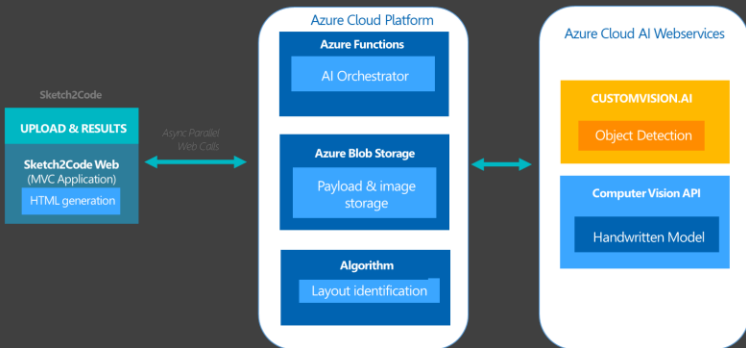 Sketch2Code
UPLOAD & RESULTS
Sketch2Code Web
(MVC Application)
HTML generation
Async Parallel
Web Calls
Azure Cloud Platform
Azure Functions
AI Orchestrator
Azure Blob Storage
Payload & image
storage
Algorithm
Layout identification
Azure Cloud AI Webservices
CUSTOMVISION.AI
Object Detection
Computer Vision API
Handwritten Model